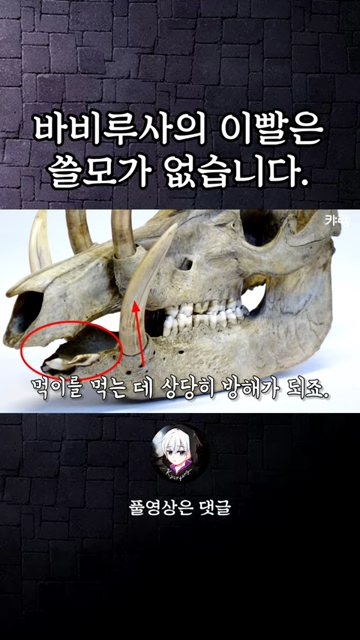 바비루사의 이빨은
쓸모가 없습니다.
먹이를 먹는 데 상당히 방해가 되죠.
풀영상은 댓글